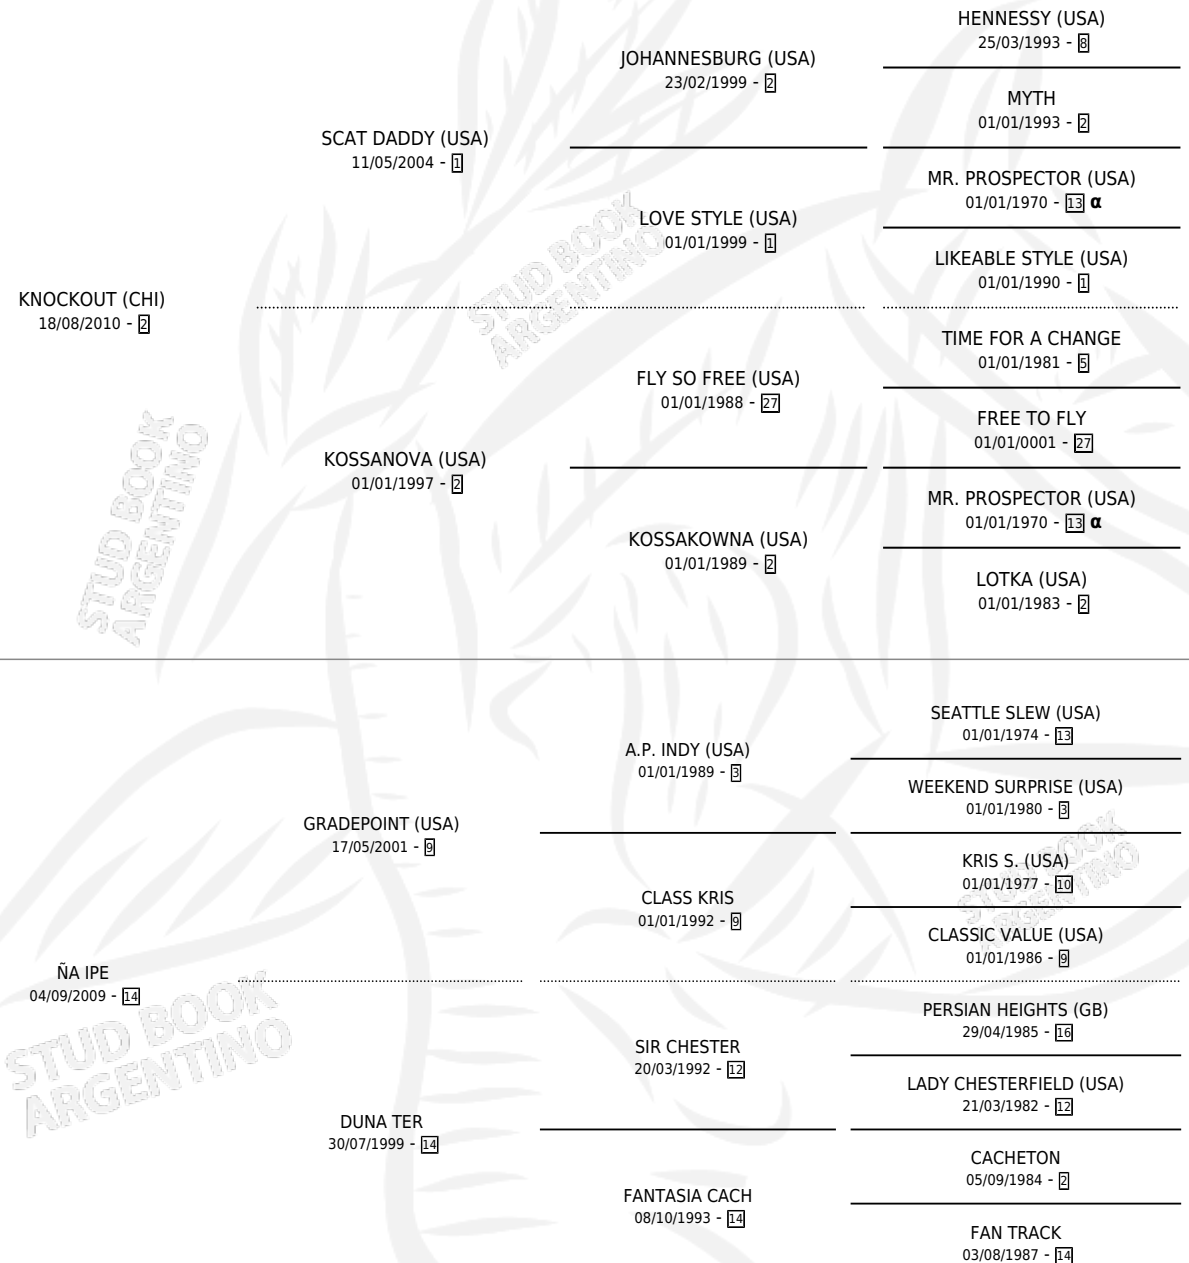 HENNESSY (USA)
25/03/1993 - 8
JOHANNESBURG (USA)
23/02/1999 - 2
MYTH
01/01/1993 - 2
SCAT DADDY (USA)
11/05/2004 - 1
MR. PROSPECTOR (USA)
01/01/1970 - 13 α
LOVE STYLE (USA)
01/01/1999 - 1
LIKEABLE STYLE (USA)
01/01/1990 - 1
KNOCKOUT (CHI)
18/08/2010 - 2
TIME FOR A CHANGE
01/01/1981 - 5
FLY SO FREE (USA)
01/01/1988 - 27
FREE TO FLY
01/01/0001 - 27
KOSSANOVA (USA)
01/01/1997 - 2
MR. PROSPECTOR (USA)
01/01/1970 - 13 α
KOSSAKOWNA (USA)
01/01/1989 - 2
LOTKA (USA)
01/01/1983 - 2
STUD BOOK
ARGENTINO
STUD BOOK
ARGENTINO
SEATTLE SLEW (USA)
01/01/1974 - 13
A.P. INDY (USA)
01/01/1989 - 3
WEEKEND SURPRISE (USA)
01/01/1980 - 3
GRADEPOINT (USA)
17/05/2001 - 9
KRIS S. (USA)
01/01/1977 - 10
CLASS KRIS
01/01/1992 - 9
CLASSIC VALUE (USA)
01/01/1986 - 9
ÑA IPE
04/09/2009 - 14
PERSIAN HEIGHTS (GB)
29/04/1985 - 16
SIR CHESTER
20/03/1992 - 12
LADY CHESTERFIELD (USA)
21/03/1982 - 12
DUNA TER
30/07/1999 - 14
CACHETON
05/09/1984 - 2
FANTASIA CACH
08/10/1993 - 14
FAN TRACK
03/08/1987 - 14
STUD BOOK
ARGENTINO
STUD BOOK
ARGENTINO